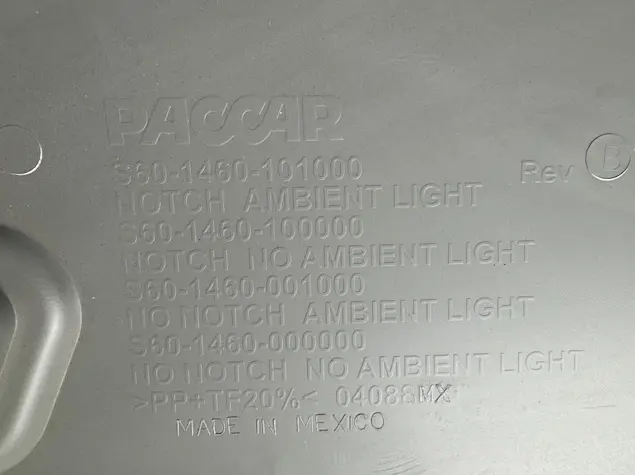 PACCAR
S60-1460-101000 Rev B
NOTCH AMBIENT LIGHT
S60-1460-100000
NOTCH NO AMBIENT LIGHT
S60-1460-001000
NO NOTCH AMBIENT LIGHT
S60-1460-000000
NO NOTCH NO AMBIENT LIGHT
>PP+TF20%< 04088MX
MADE IN MEXICO